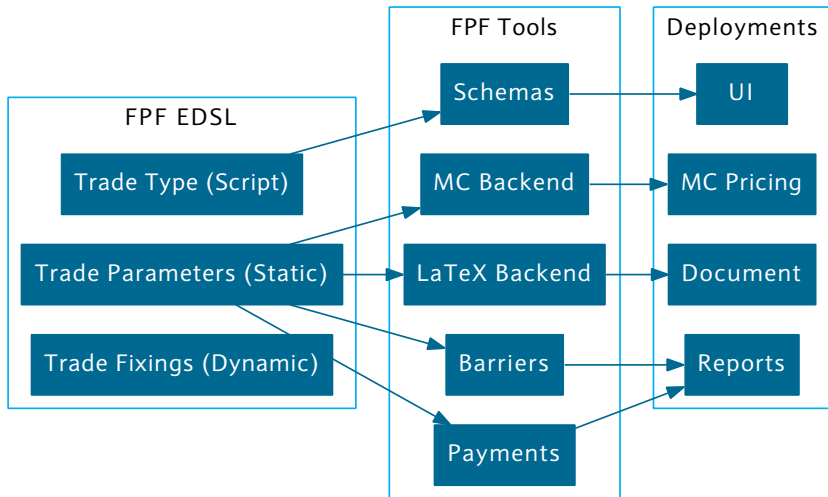 FPF EDSL
Trade Type (Script)
Trade Parameters (Static)
Trade Fixings (Dynamic)
FPF Tools
Schemas
MC Backend
LaTeX Backend
Barriers
Payments
Deployments
UI
MC Pricing
Document
Reports